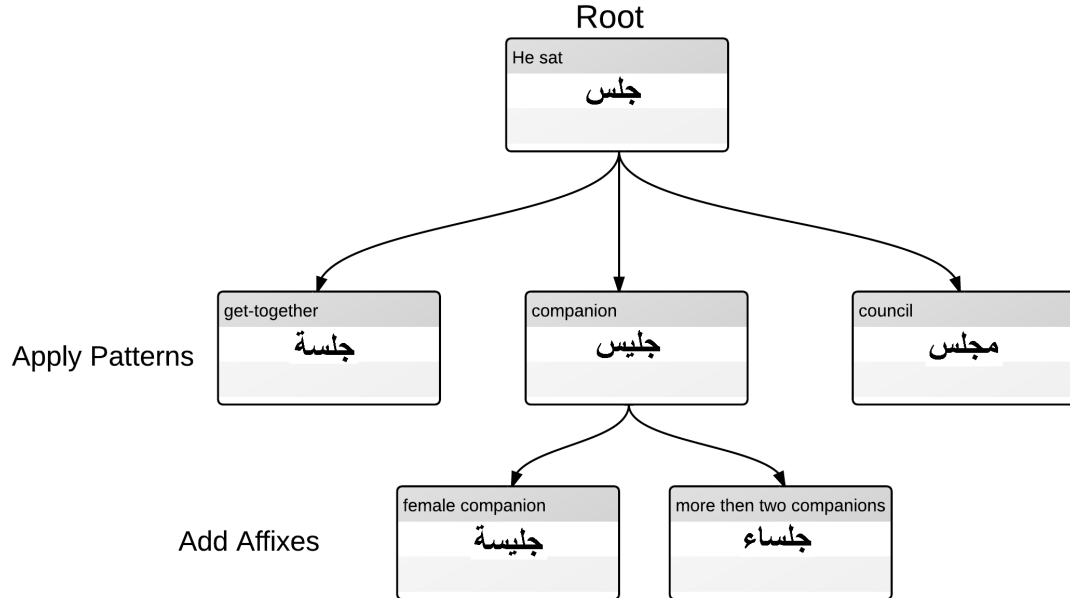 Root
He sat
جلس
get-together
جلسة
companion
جليس
council
مجلس
Apply Patterns
female companion
جليسة
more then two companions
جلساء
Add Affixes